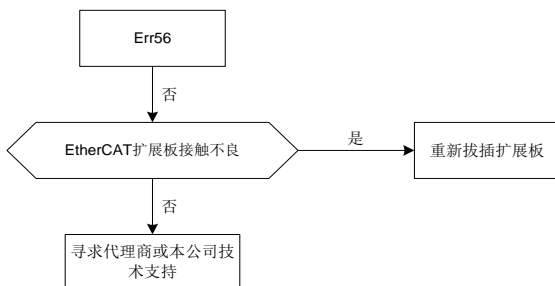 Err56
否
EtherCAT扩展板接触不良
是
重新拔插扩展板
否
寻求代理商或本公司技
术支持